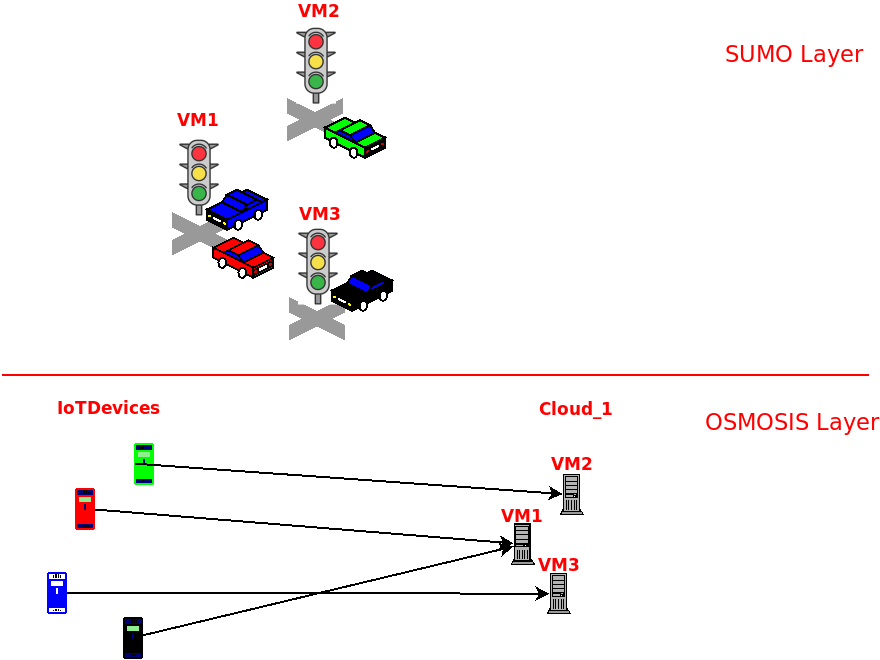 VM2
SUMO Layer
VM1
VM3
IoTDevices
Cloud_1
OSMOSIS Layer
VM2
VM1
VM3